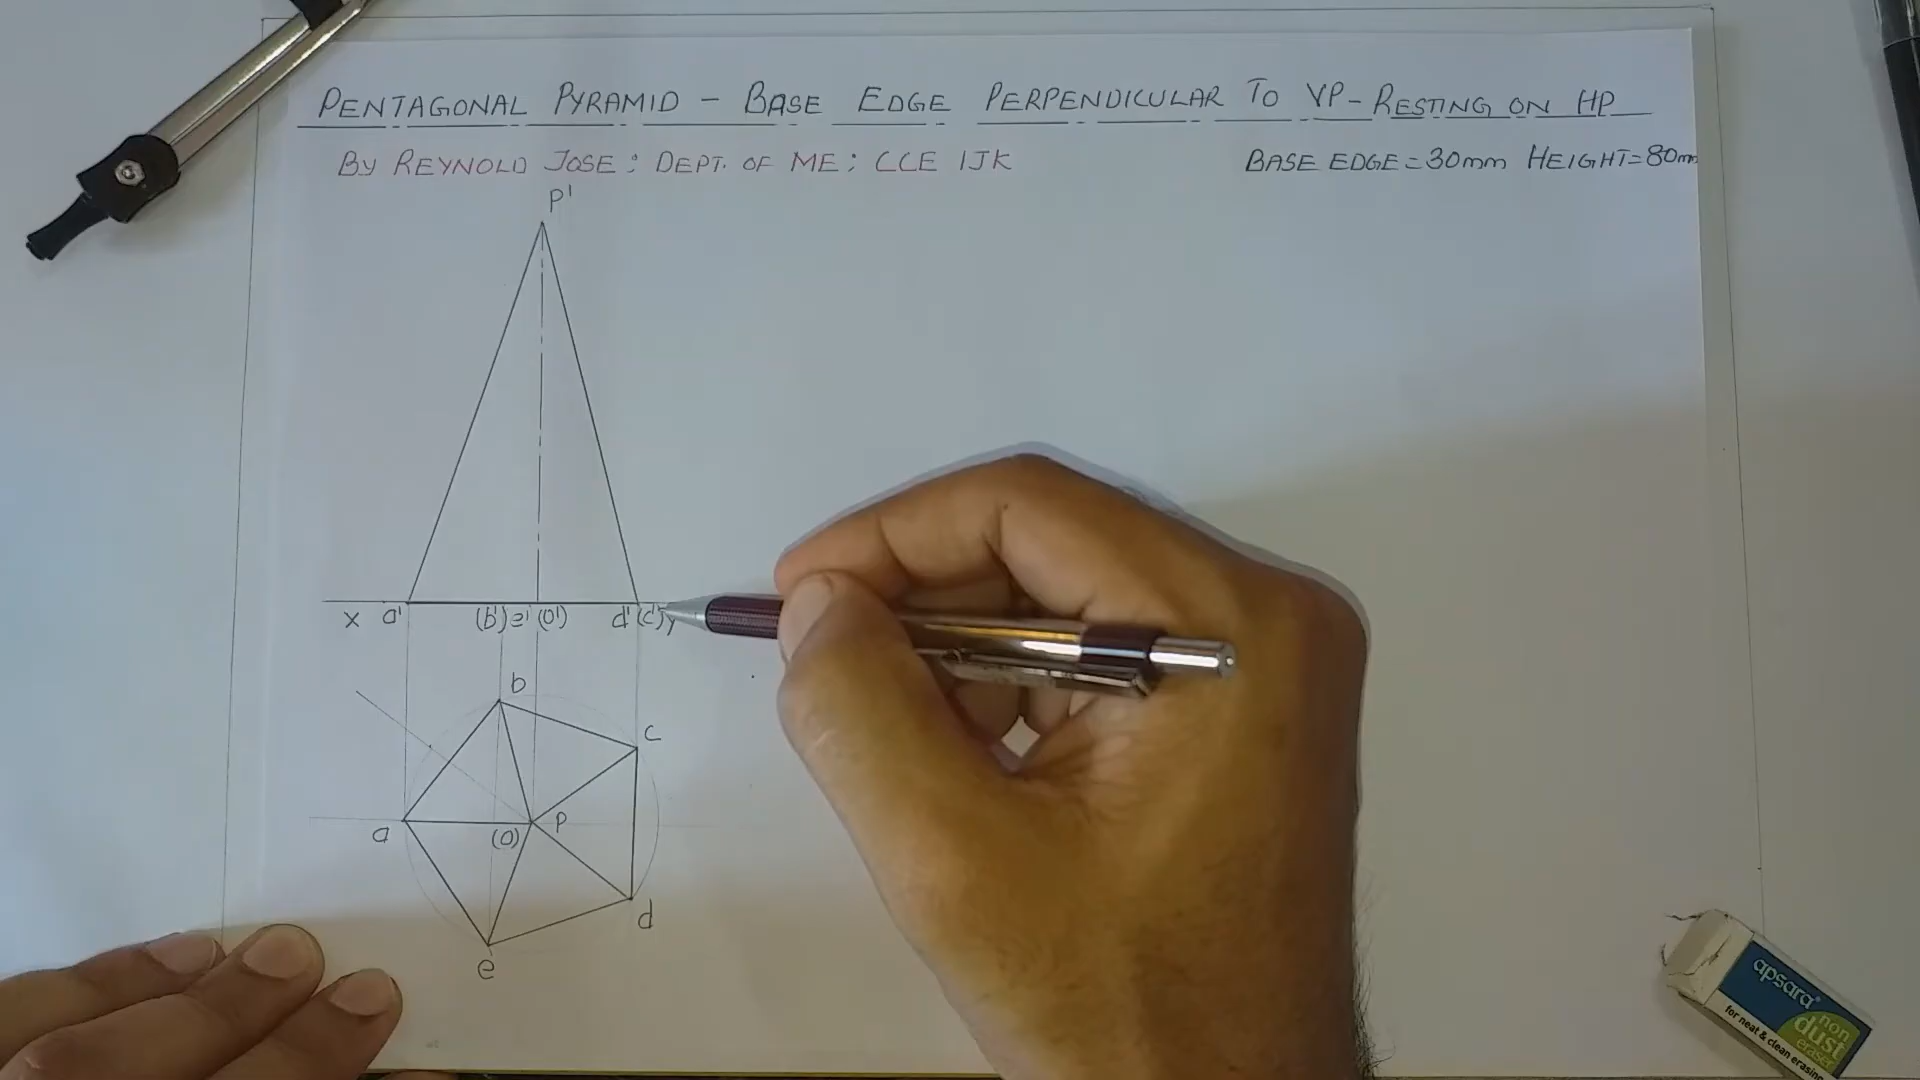 PENTAGONAL PYRAMID - BASE EDGE PERPENDICULAR TO VP - RESTING ON HP
BY REYNOLD JOSE : DEPT. OF ME ; CCE IJK
BASE EDGE = 30mm HEIGHT = 80mm
p'
x a' (b') e' (o') d' (c') y
b
c
a (o) p
d
e
apsara
non
dust
eraser
for neat & clean erasing